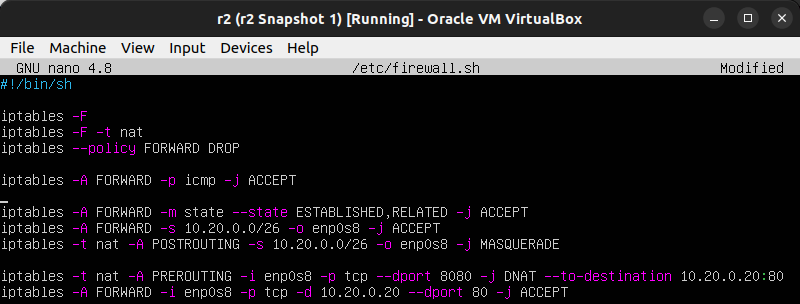 r2 (r2 Snapshot 1) [Running] - Oracle VM VirtualBox
File Machine View Input Devices Help
GNU nano 4.8 /etc/firewall.sh Modified
#!/bin/sh
iptables -F
iptables -F -t nat
iptables --policy FORWARD DROP
iptables -A FORWARD -p icmp -j ACCEPT
iptables -A FORWARD -m state --state ESTABLISHED,RELATED -j ACCEPT
iptables -A FORWARD -s 10.20.0.0/26 -o enp0s8 -j ACCEPT
iptables -t nat -A POSTROUTING -s 10.20.0.0/26 -o enp0s8 -j MASQUERADE
iptables -t nat -A PREROUTING -i enp0s8 -p tcp --dport 8080 -j DNAT --to-destination 10.20.0.20:80
iptables -A FORWARD -i enp0s8 -p tcp -d 10.20.0.20 --dport 80 -j ACCEPT